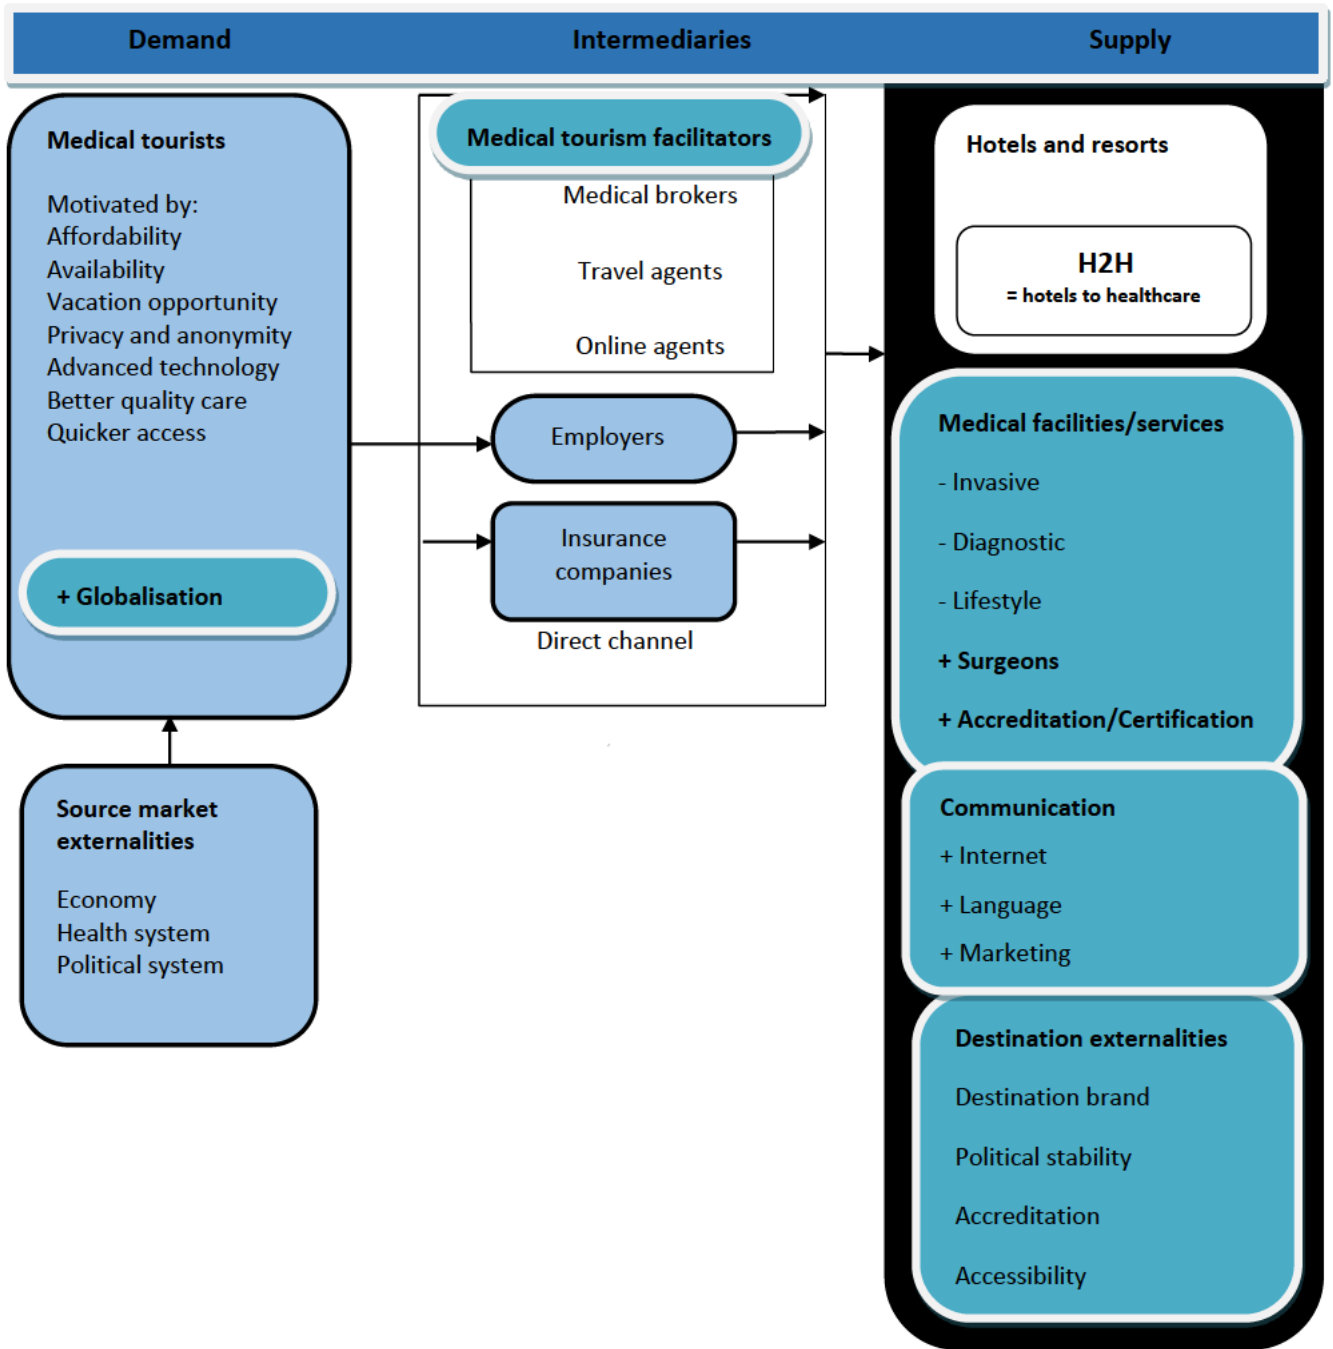 Demand
Intermediaries
Supply
Medical tourists
Motivated by:
Affordability
Availability
Vacation opportunity
Privacy and anonymity
Advanced technology
Better quality care
Quicker access
+ Globalisation
Source market
externalities
Economy
Health system
Political system
Medical tourism facilitators
Medical brokers
Travel agents
Online agents
Employers
Insurance
companies
Direct channel
Hotels and resorts
H2H
= hotels to healthcare
Medical facilities/services
- Invasive
- Diagnostic
- Lifestyle
+ Surgeons
+ Accreditation/Certification
Communication
+ Internet
+ Language
+ Marketing
Destination externalities
Destination brand
Political stability
Accreditation
Accessibility